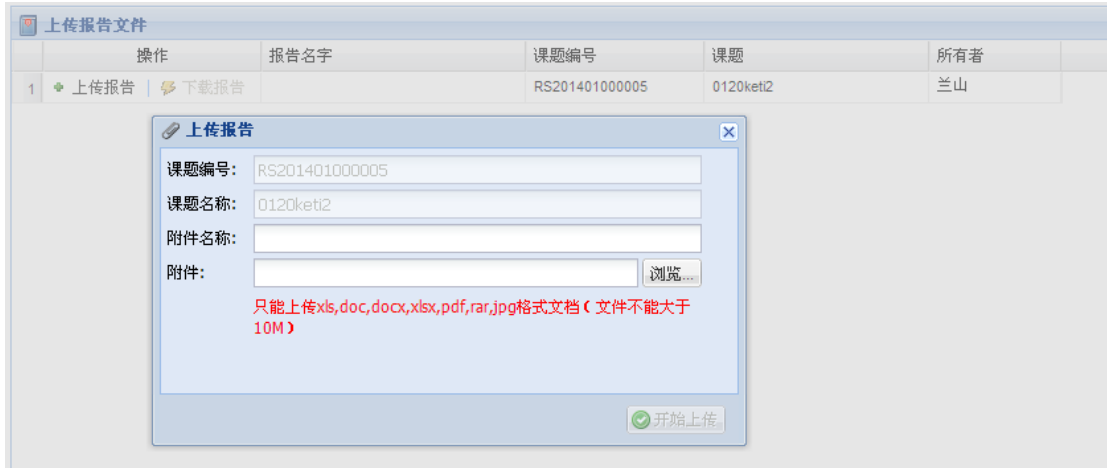 上传报告文件
操作 报告名字 课题编号 课题 所有者
1 上传报告 下载报告 RS201401000005 0120keti2 兰山
上传报告
课题编号: RS201401000005
课题名称: 0120keti2
附件名称:
附件: 浏览...
只能上传xls,doc,docx,xlsx,pdf,rar,jpg格式文档(文件不能大于
10M)
开始上传